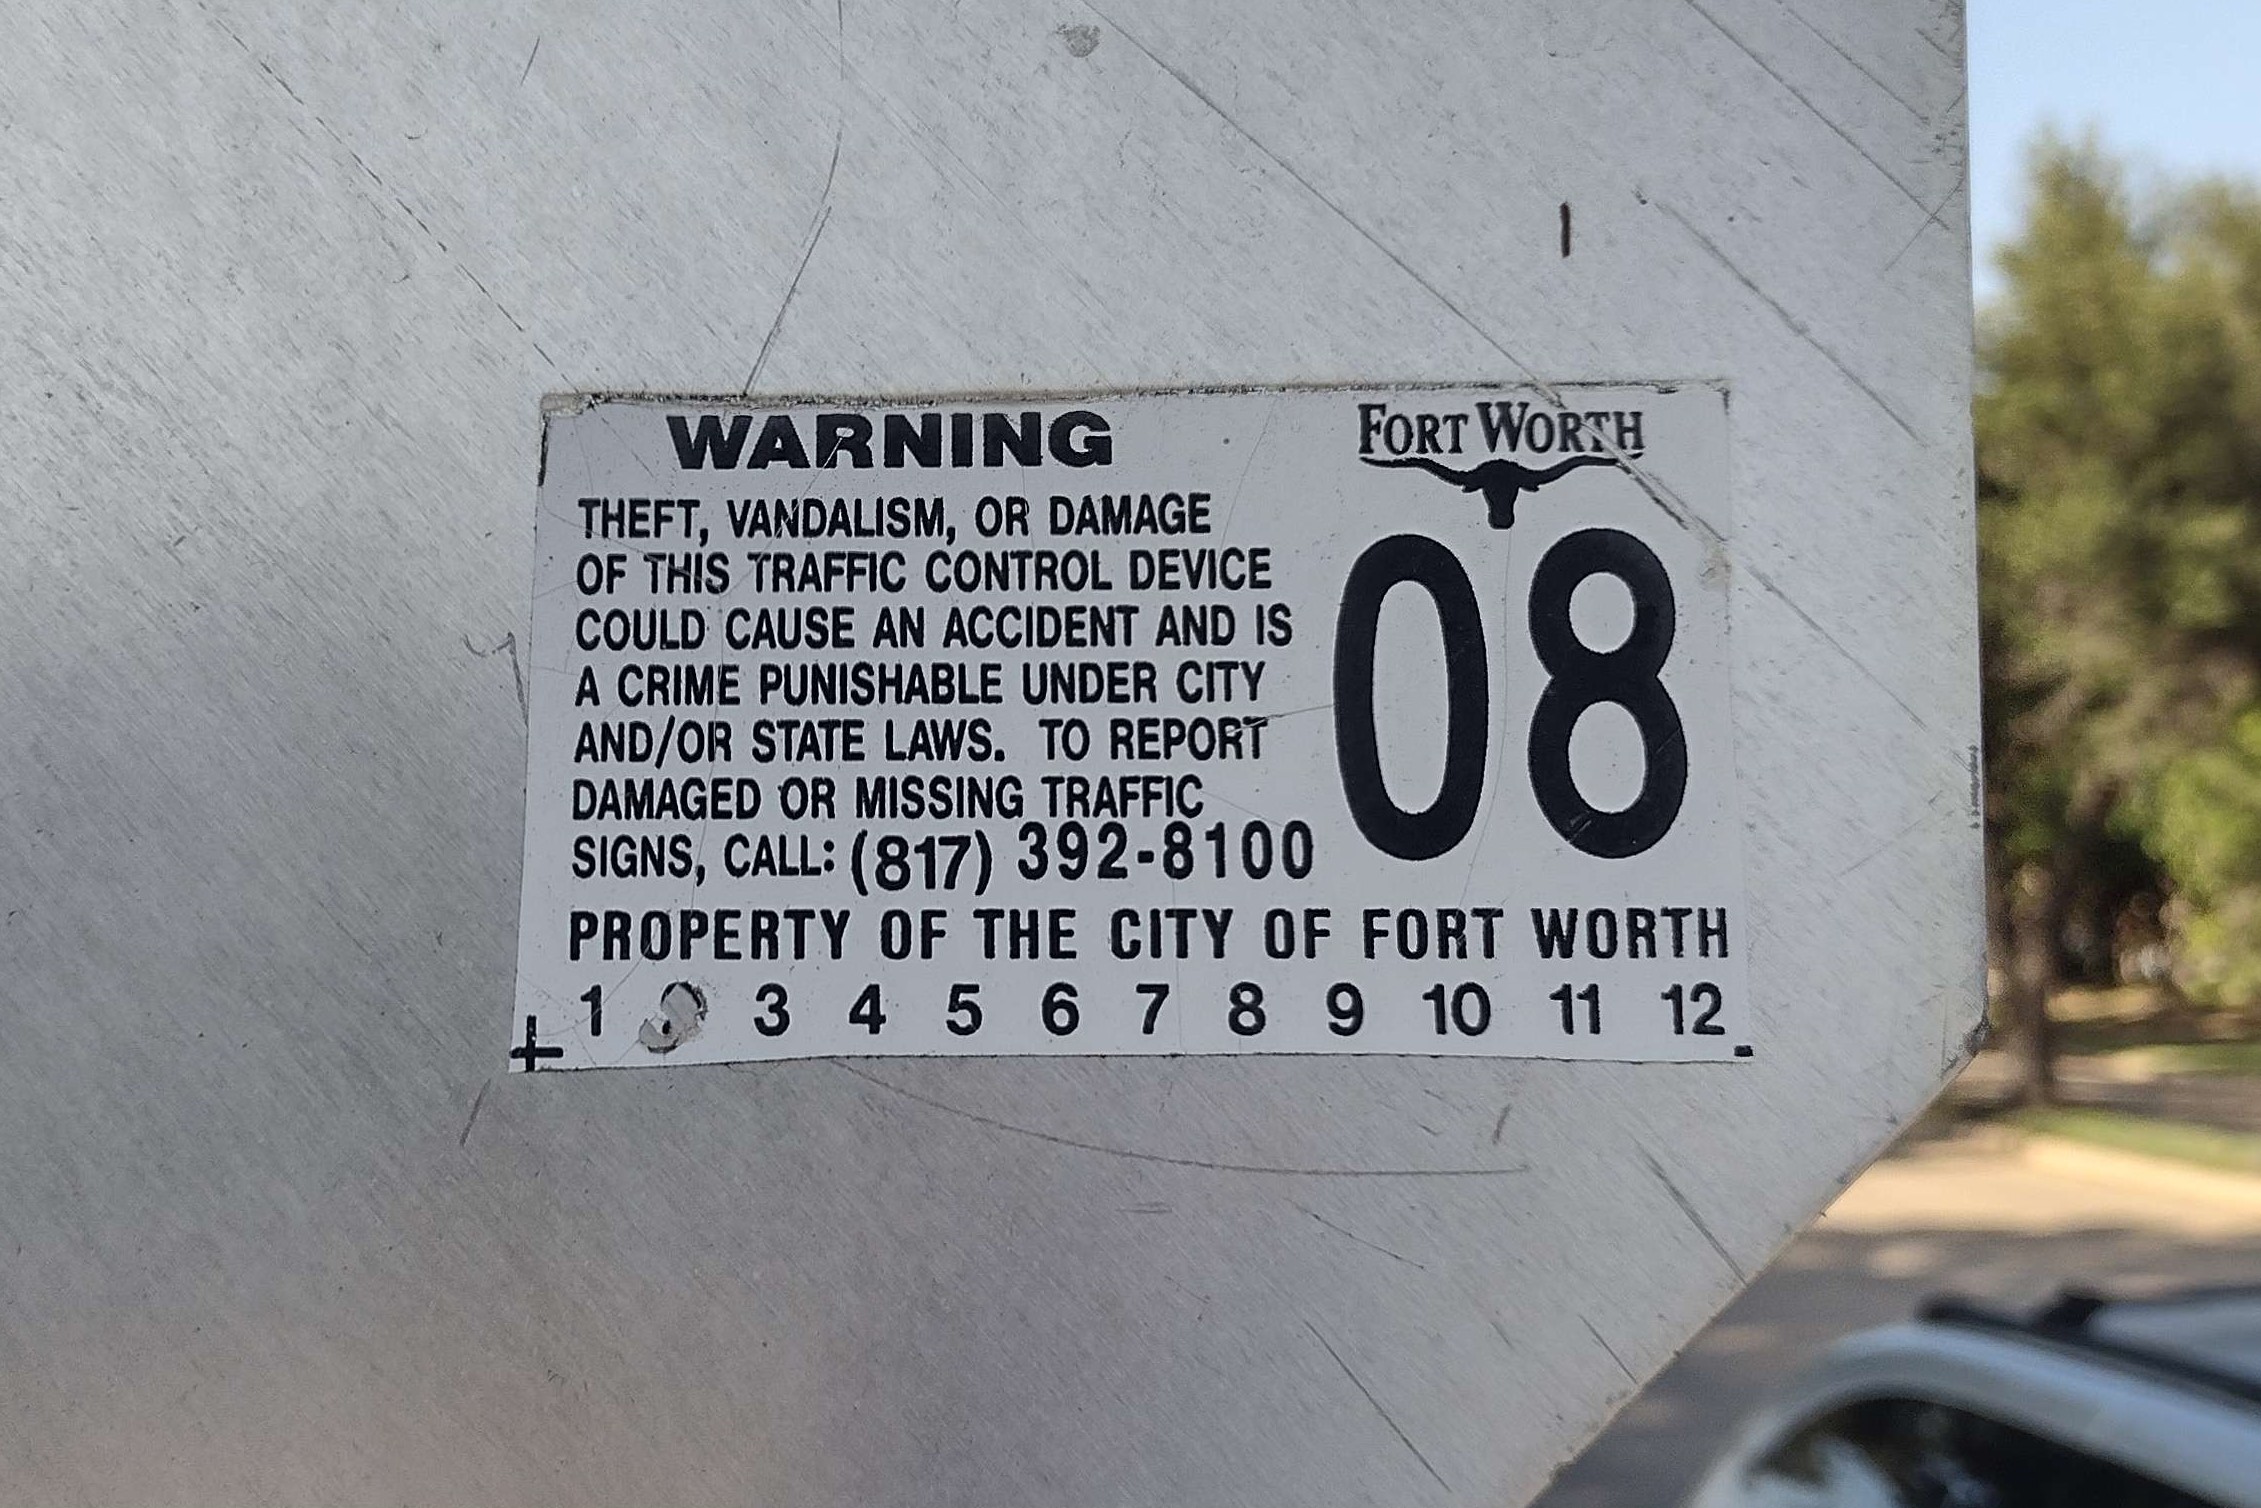 WARNING
FORT WORTH
THEFT, VANDALISM, OR DAMAGE
OF THIS TRAFFIC CONTROL DEVICE
COULD CAUSE AN ACCIDENT AND IS
A CRIME PUNISHABLE UNDER CITY
AND/OR STATE LAWS. TO REPORT
DAMAGED OR MISSING TRAFFIC
SIGNS, CALL: (817) 392-8100
08
PROPERTY OF THE CITY OF FORT WORTH
1 3 4 5 6 7 8 9 10 11 12